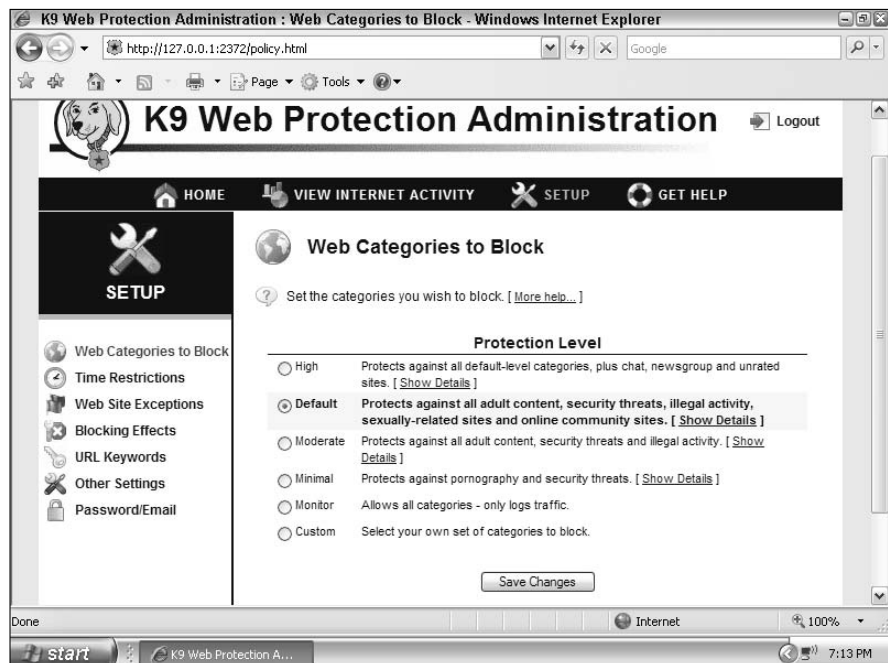 K9 Web Protection Administration : Web Categories to Block - Windows Internet Explorer
http://127.0.0.1:2372/policy.html
Google
Page
Tools
K9 Web Protection Administration
Logout
HOME
VIEW INTERNET ACTIVITY
SETUP
GET HELP
SETUP
Web Categories to Block
Time Restrictions
Web Site Exceptions
Blocking Effects
URL Keywords
Other Settings
Password/Email
Web Categories to Block
Set the categories you wish to block. [ More help... ]
Protection Level
High
Protects against all default-level categories, plus chat, newsgroup and unrated
sites. [ Show Details ]
Default
Protects against all adult content, security threats, illegal activity,
sexually-related sites and online community sites. [ Show Details ]
Moderate
Protects against all adult content, security threats and illegal activity. [ Show
Details ]
Minimal
Protects against pornography and security threats. [ Show Details ]
Monitor
Allows all categories - only logs traffic.
Custom
Select your own set of categories to block.
Save Changes
Done
Internet
100%
start
K9 Web Protection A...
7:13 PM